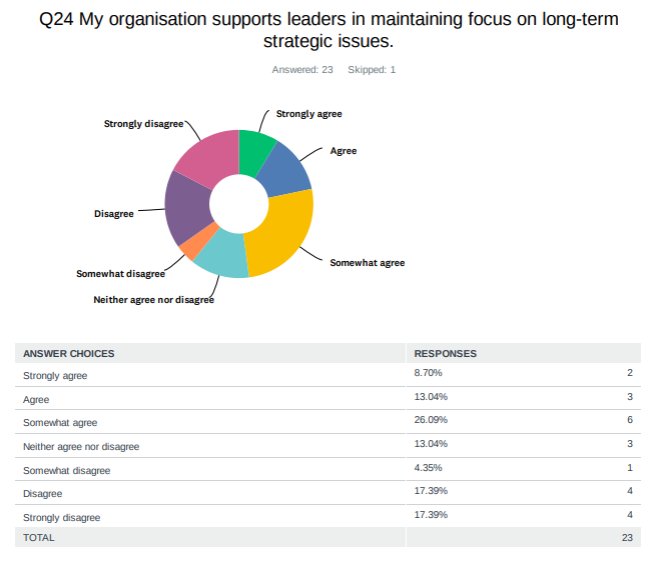 Q24 My organisation supports leaders in maintaining focus on long-term
strategic issues.
Answered: 23 Skipped: 1
Strongly agree
Strongly disagree
Agree
Disagree
Somewhat agree
Somewhat disagree
Neither agree nor disagree
ANSWER CHOICES RESPONSES
Strongly agree 8.70% 2
Agree 13.04% 3
Somewhat agree 26.09% 6
Neither agree nor disagree 13.04% 3
Somewhat disagree 4.35% 1
Disagree 17.39% 4
Strongly disagree 17.39% 4
TOTAL 23